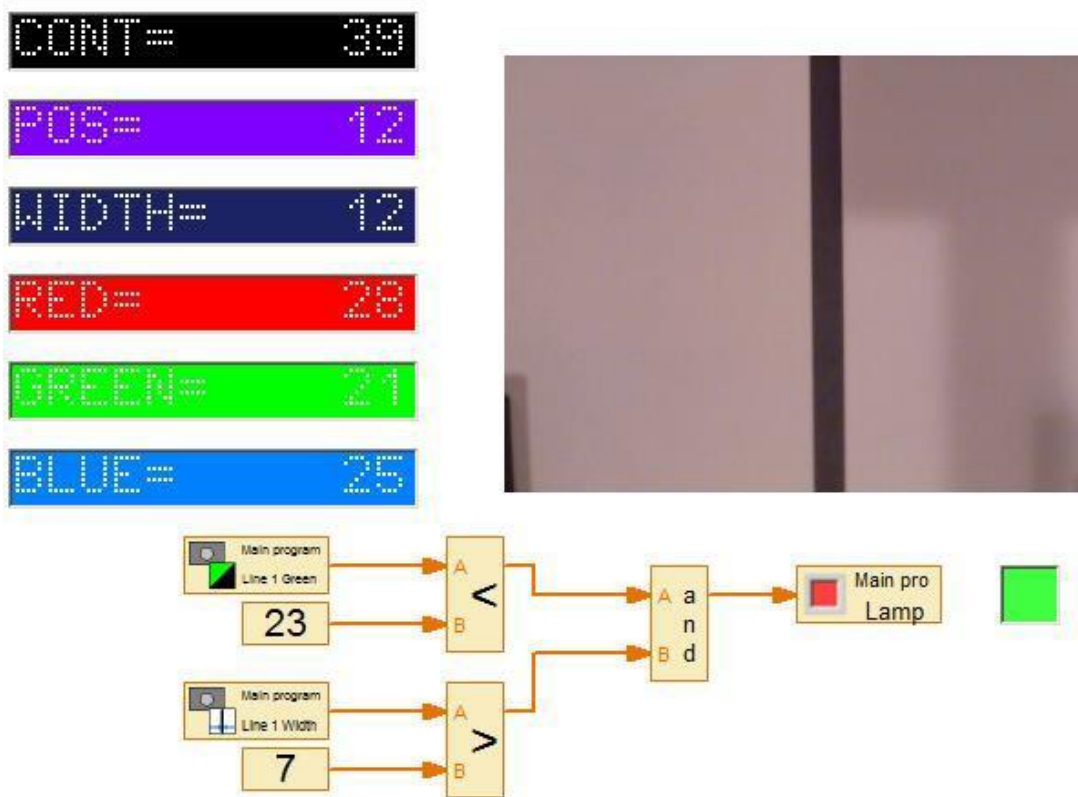 CONT= 39
POS= 12
WIDTH= 12
RED= 28
GREEN= 21
BLUE= 25
Main program
Line 1 Green
A
<
B
23
A and
B
Main pro
Lamp
Main program
Line 1 Width
A
>
B
7